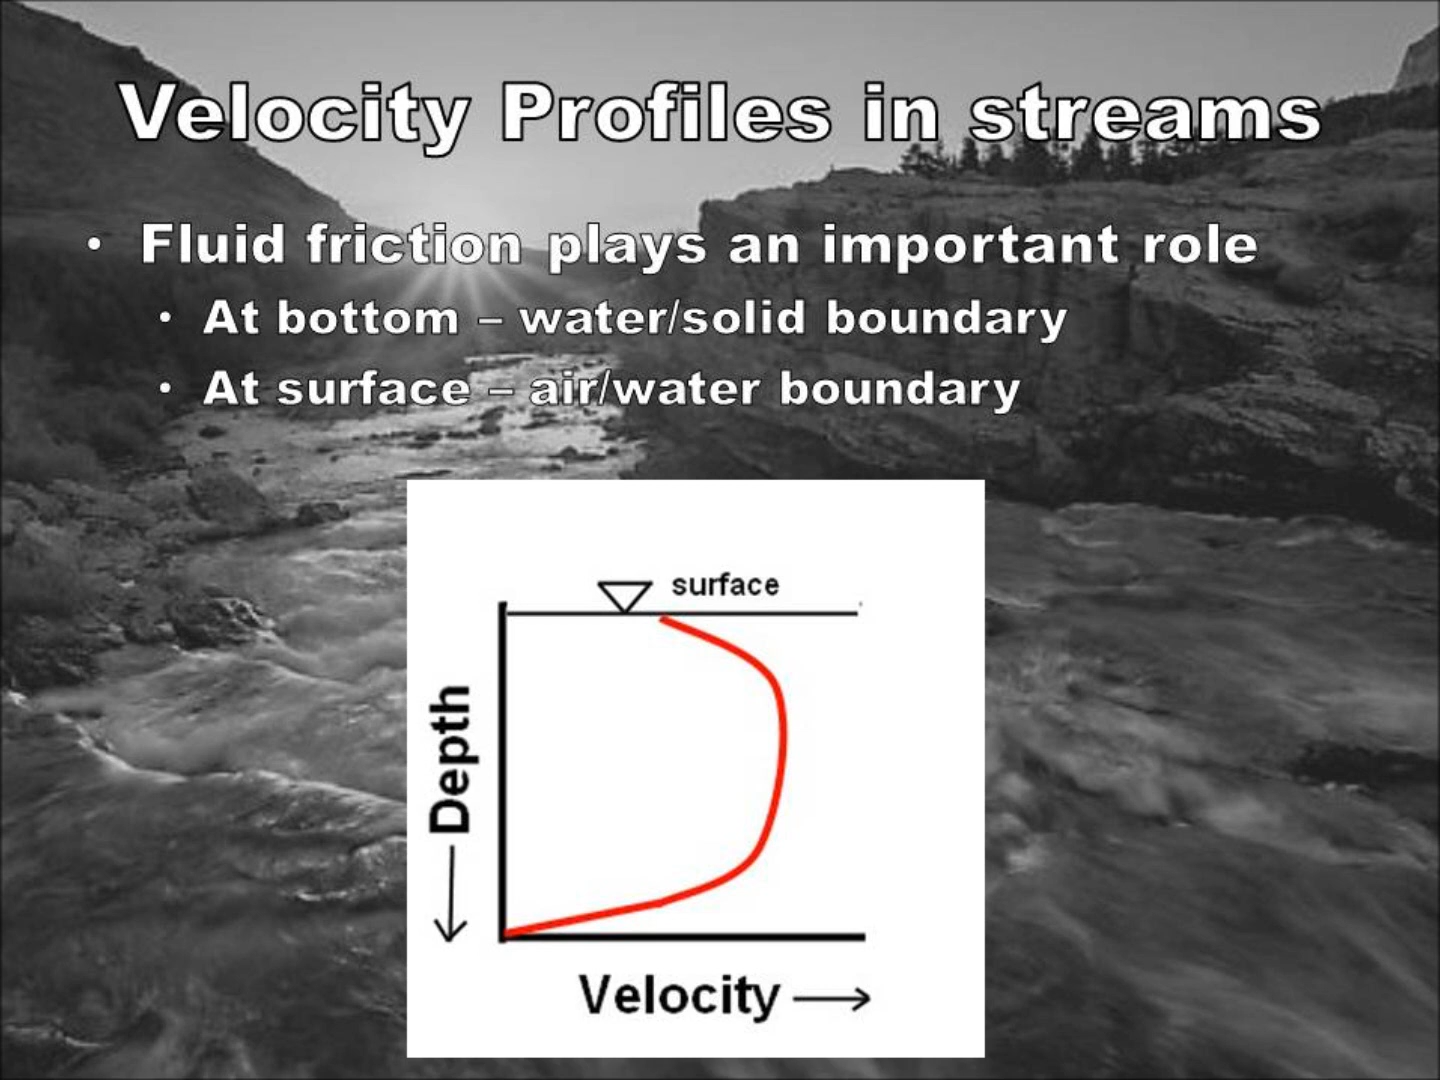 Velocity Profiles in streams
• Fluid friction plays an important role
• At bottom – water/solid boundary
• At surface – air/water boundary
surface
Depth
Velocity